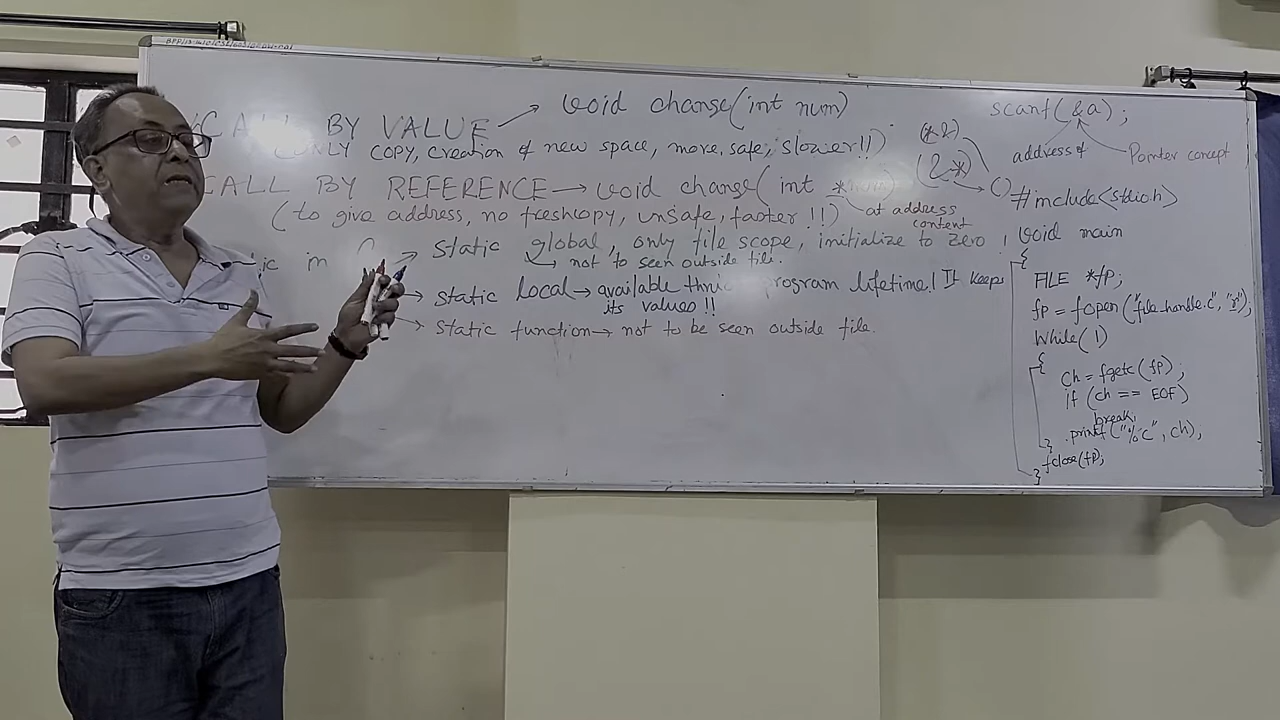 CALL BY VALUE → void change(int num)
(ONLY COPY, creation of new space, more safe, slower!!)
CALL BY REFERENCE → void change(int *num)
at address content
(to give address, no freshcopy, unsafe, faster!!)
static global, only file scope, initialize to zero!
→ not to seen outside file.
static Local → available program lifetime! It keeps
its values!!
static function → not to be seen outside file.
scanf(&a);
address of
Pointer concept
(*&)
(&*)
#include<stdio.h>
void main
{
FILE *fp;
fp = fopen("file_handle.c", "r");
While(1)
{
Ch = fgetc(fp);
if (ch == EOF)
break;
printf("%c", ch);
}
fclose(fp);
}